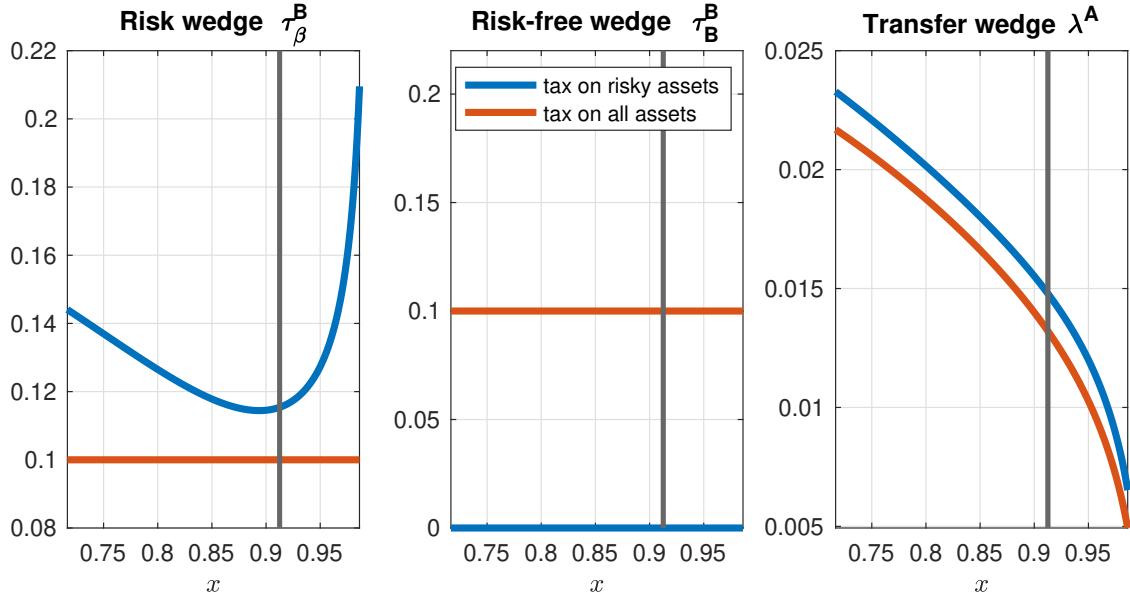 Risk wedge τ_β^B
0.22
0.2
0.18
0.16
0.14
0.12
0.1
0.08
0.75 0.8 0.85 0.9 0.95
x
Risk-free wedge τ_B^B
tax on risky assets
tax on all assets
0.2
0.15
0.1
0.05
0
0.75 0.8 0.85 0.9 0.95
x
Transfer wedge λ^A
0.025
0.02
0.015
0.01
0.005
0.75 0.8 0.85 0.9 0.95
x